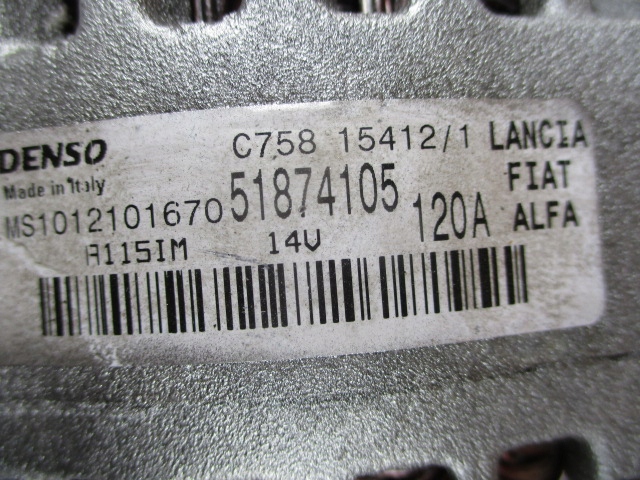 DENSO C758 15412/1 LANCIA
Made in Italy 51874105 FIAT
MS1012101670 120A ALFA
A115IM 14V